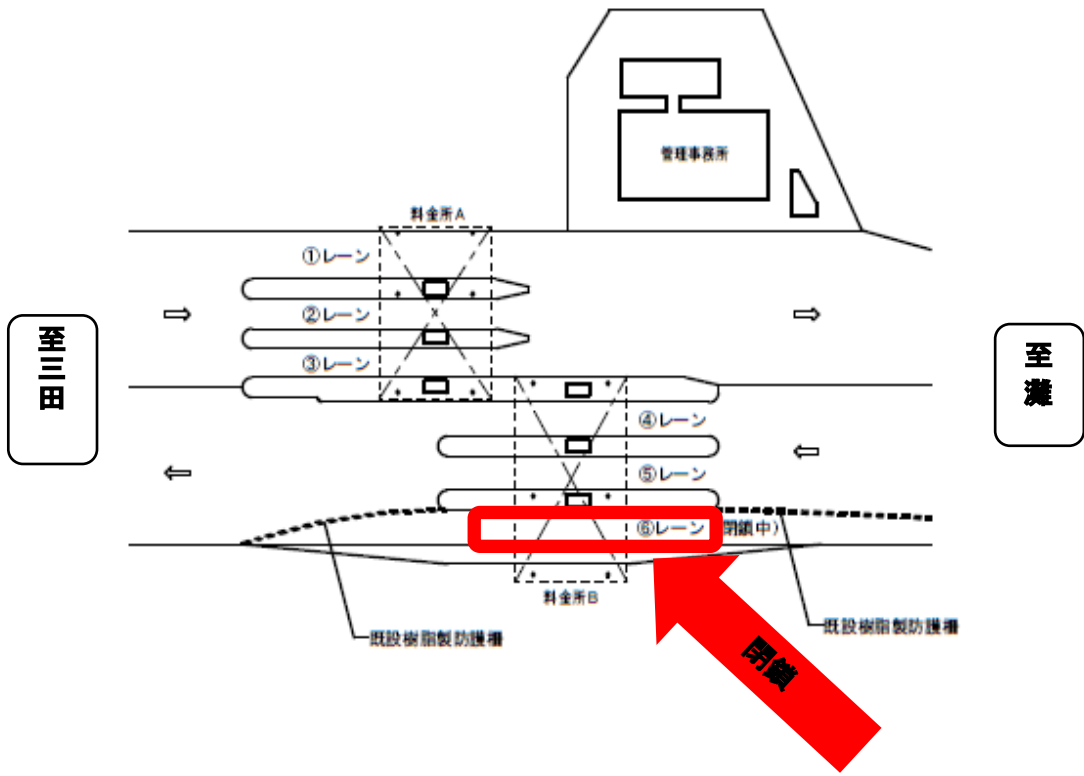 管理事務所
料金所A
①レーン
②レーン
③レーン
至三田
至灘
④レーン
⑤レーン
⑥レーン (閉鎖中)
料金所B
既設樹脂製防護柵
既設樹脂製防護柵
閉鎖